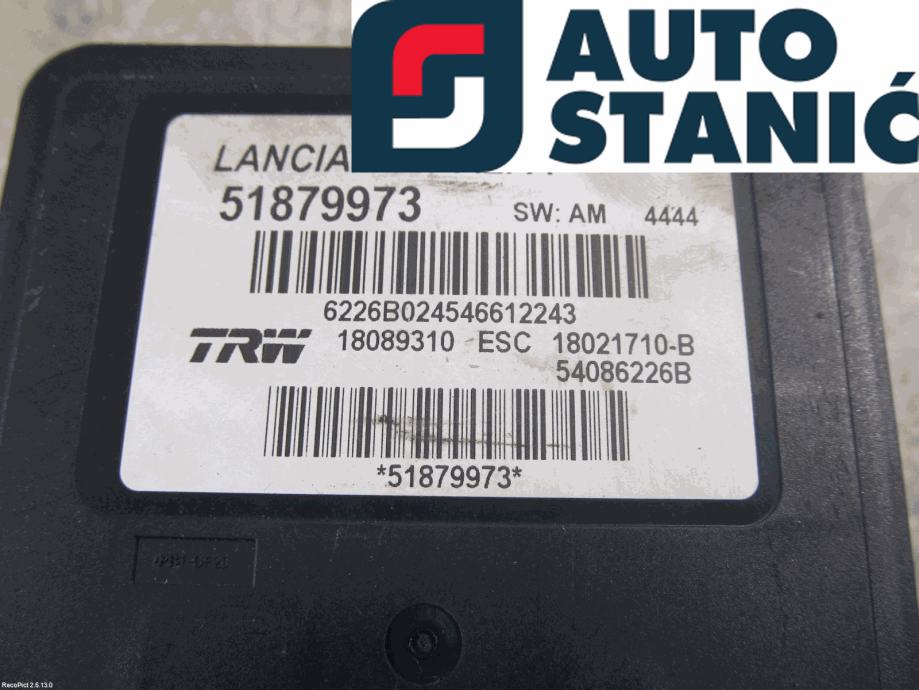 AUTO
STANIĆ
LANCIA
51879973 SW: AM 4444
6226B024546612243
TRW 18089310 ESC 18021710-B
54086226B
*51879973*
RecoPict 2.5.13.0